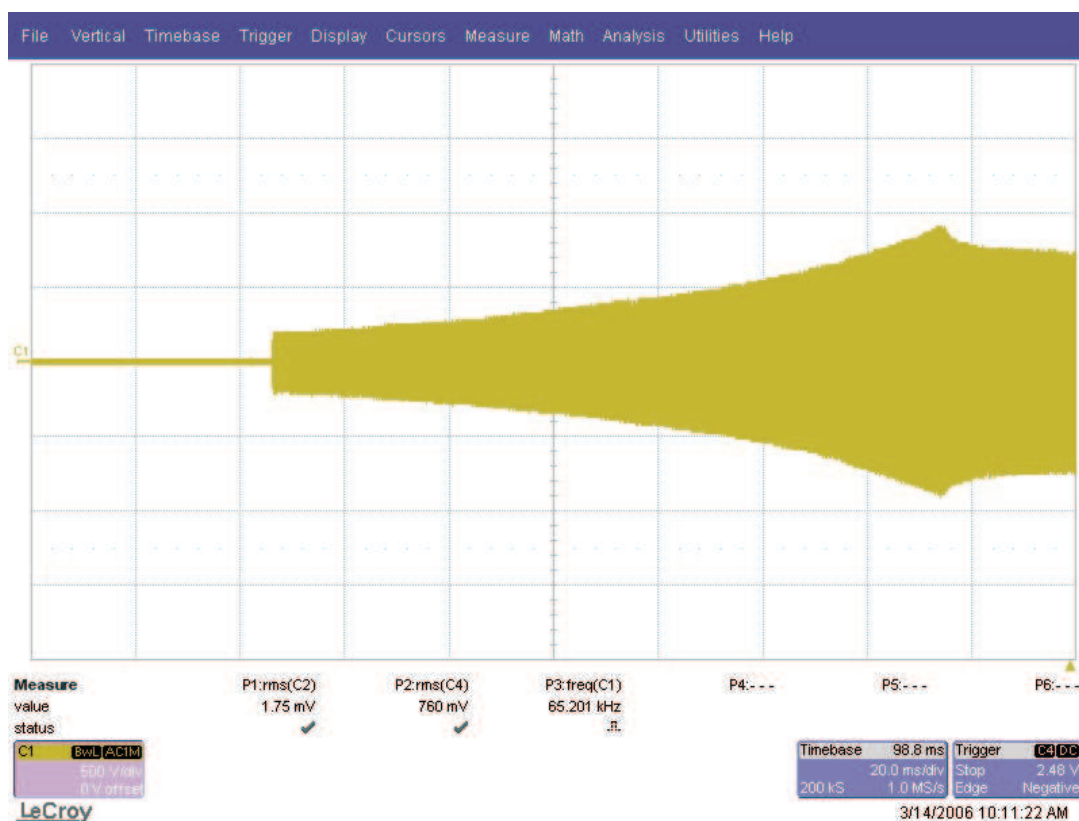 File Vertical Timebase Trigger Display Cursors Measure Math Analysis Utilities Help
C1
Measure P1:rms(C2) P2:rms(C4) P3:freq(C1) P4:- - - P5:- - - P6:- - -
value 1.75 mV 760 mV 65.201 kHz
status
C1 BwL AC1M
500 V/div
0 V offset
Timebase 98.8 ms
20.0 ms/div
200 kS 1.0 MS/s
Trigger C4 DC
Stop 2.48 V
Edge Negative
LeCroy
3/14/2006 10:11:22 AM